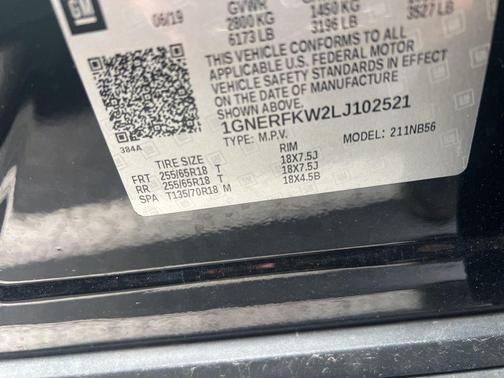 GM
06/19
GVWR
2800 KG 1450 KG
6173 LB 3196 LB 3527 LB
THIS VEHICLE CONFORMS TO ALL
APPLICABLE U.S. FEDERAL MOTOR
VEHICLE SAFETY STANDARDS IN EFFECT
ON THE DATE OF MANUFACTURE
SHOWN ABOVE.
1GNERFKW2LJ102521
TYPE: M.P.V. MODEL: 211NB56
384A
TIRE SIZE RIM
FRT 255/65R18 T 18X7.5J
RR 255/65R18 T 18X7.5J
SPA T135/70R18 M 18X4.5B